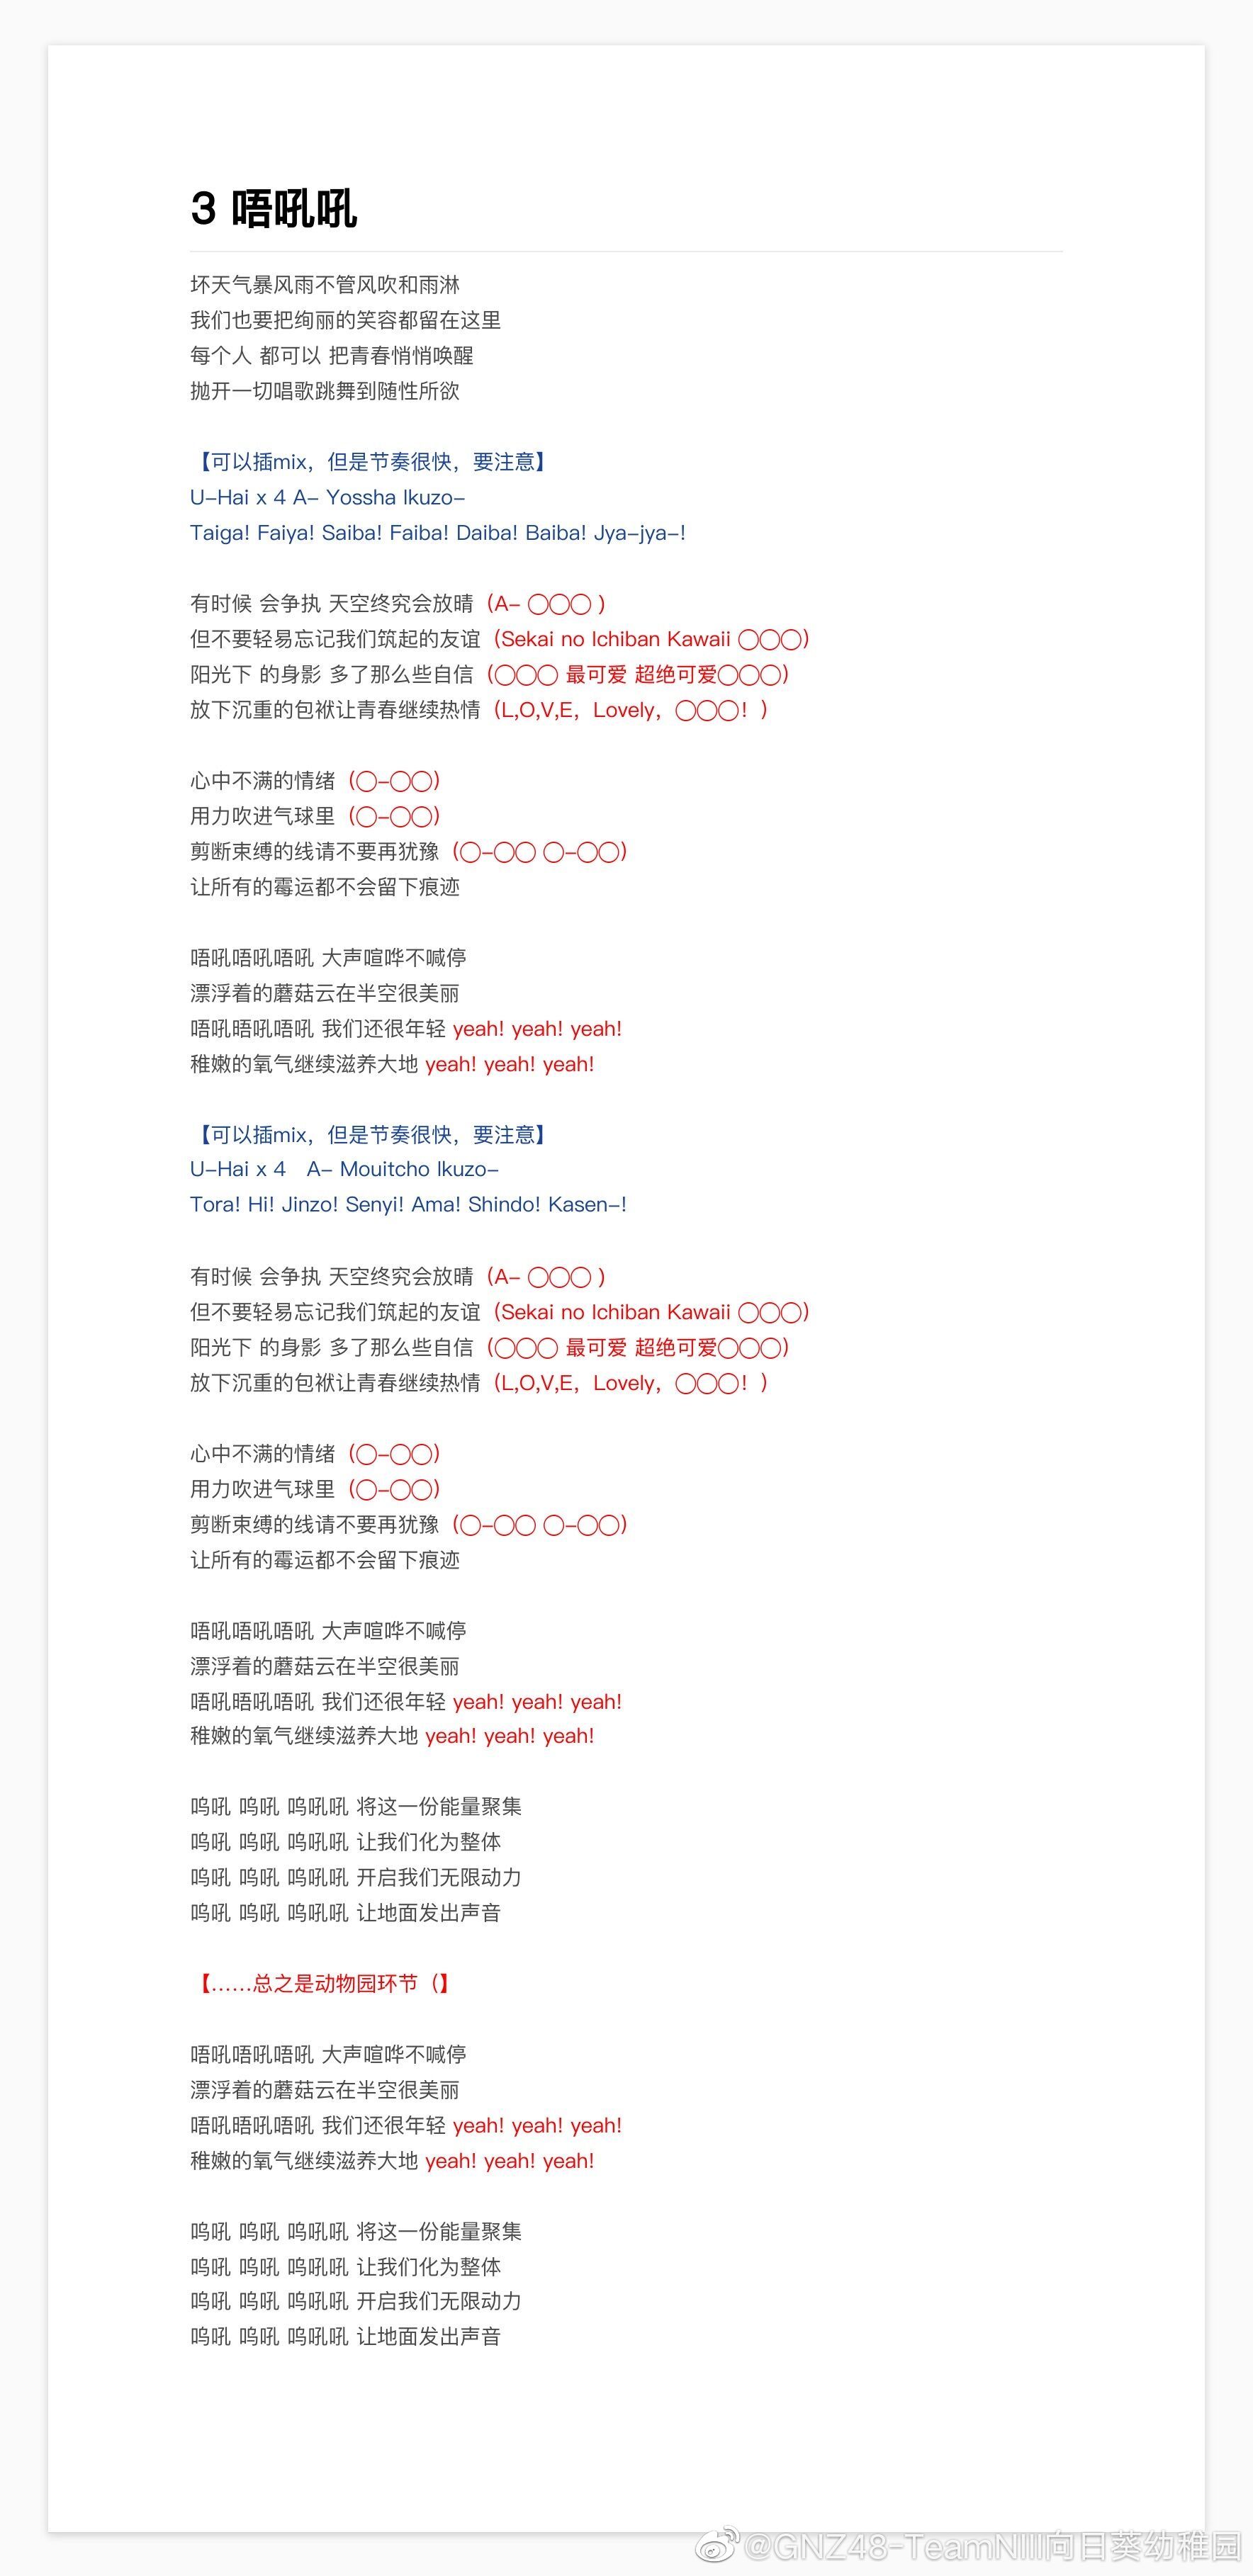 3 唔吼吼
坏天气暴风雨不管风吹和雨淋
我们也要把绚丽的笑容都留在这里
每个人 都可以 把青春悄悄唤醒
抛开一切唱歌跳舞到随性所欲
【可以插mix，但是节奏很快，要注意】
U-Hai x 4 A- Yossha Ikuzo-
Taiga! Faiya! Saiba! Faiba! Daiba! Baiba! Jya-jya-!
有时候 会争执 天空终究会放晴（A- ◯◯◯ ）
但不要轻易忘记我们筑起的友谊（Sekai no Ichiban Kawaii ◯◯◯）
阳光下 的身影 多了那么些自信（◯◯◯ 最可爱 超绝可爱◯◯◯）
放下沉重的包袱让青春继续热情（L,O,V,E，Lovely，◯◯◯！）
心中不满的情绪（◯-◯◯）
用力吹进气球里（◯-◯◯）
剪断束缚的线请不要再犹豫（◯-◯◯ ◯-◯◯）
让所有的霉运都不会留下痕迹
唔吼唔吼唔吼 大声喧哗不喊停
漂浮着的蘑菇云在半空很美丽
唔吼晤吼唔吼 我们还很年轻 yeah! yeah! yeah!
稚嫩的氧气继续滋养大地 yeah! yeah! yeah!
【可以插mix，但是节奏很快，要注意】
U-Hai x 4　A- Mouitcho Ikuzo-
Tora! Hi! Jinzo! Senyi! Ama! Shindo! Kasen-!
有时候 会争执 天空终究会放晴（A- ◯◯◯ ）
但不要轻易忘记我们筑起的友谊（Sekai no Ichiban Kawaii ◯◯◯）
阳光下 的身影 多了那么些自信（◯◯◯ 最可爱 超绝可爱◯◯◯）
放下沉重的包袱让青春继续热情（L,O,V,E，Lovely，◯◯◯！）
心中不满的情绪（◯-◯◯）
用力吹进气球里（◯-◯◯）
剪断束缚的线请不要再犹豫（◯-◯◯ ◯-◯◯）
让所有的霉运都不会留下痕迹
唔吼唔吼唔吼 大声喧哗不喊停
漂浮着的蘑菇云在半空很美丽
唔吼晤吼唔吼 我们还很年轻 yeah! yeah! yeah!
稚嫩的氧气继续滋养大地 yeah! yeah! yeah!
呜吼 呜吼 呜吼吼 将这一份能量聚集
呜吼 呜吼 呜吼吼 让我们化为整体
呜吼 呜吼 呜吼吼 开启我们无限动力
呜吼 呜吼 呜吼吼 让地面发出声音
【……总之是动物园环节（】
唔吼唔吼唔吼 大声喧哗不喊停
漂浮着的蘑菇云在半空很美丽
唔吼晤吼唔吼 我们还很年轻 yeah! yeah! yeah!
稚嫩的氧气继续滋养大地 yeah! yeah! yeah!
呜吼 呜吼 呜吼吼 将这一份能量聚集
呜吼 呜吼 呜吼吼 让我们化为整体
呜吼 呜吼 呜吼吼 开启我们无限动力
呜吼 呜吼 呜吼吼 让地面发出声音
@GNZ48-TeamNIII向日葵幼稚园